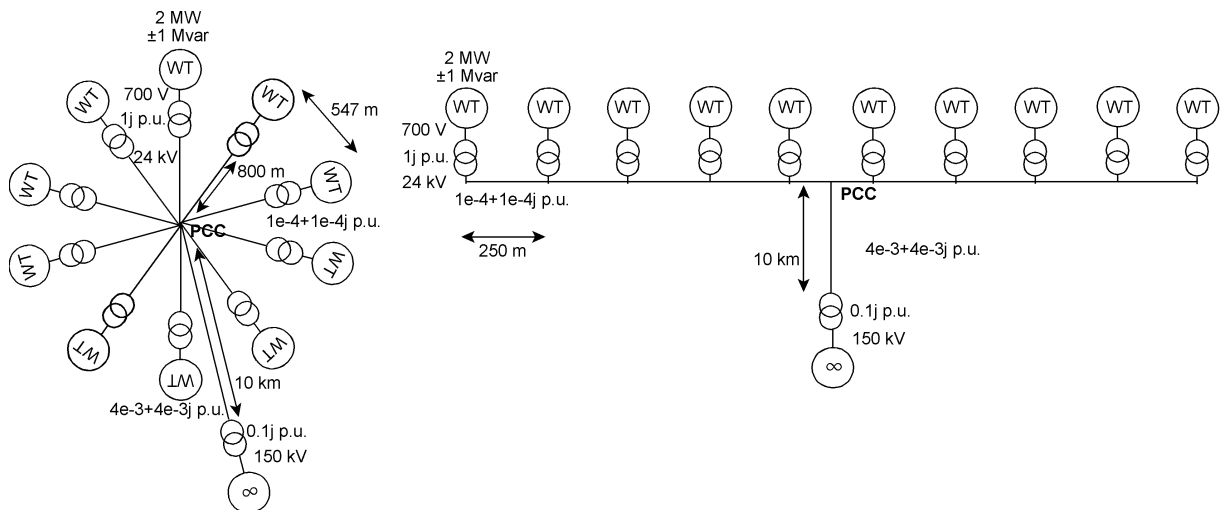 2 MW
±1 Mvar
WT
WT
WT
700 V
547 m
1j p.u.
24 kV
800 m
WT
WT
1e-4+1e-4j p.u.
PCC
WT
WT
WT
WT
WT
10 km
4e-3+4e-3j p.u.
0.1j p.u.
150 kV
∞
2 MW
±1 Mvar
WT WT WT WT WT WT WT WT WT WT
700 V
1j p.u.
24 kV
1e-4+1e-4j p.u.
PCC
250 m
10 km
4e-3+4e-3j p.u.
0.1j p.u.
150 kV
∞